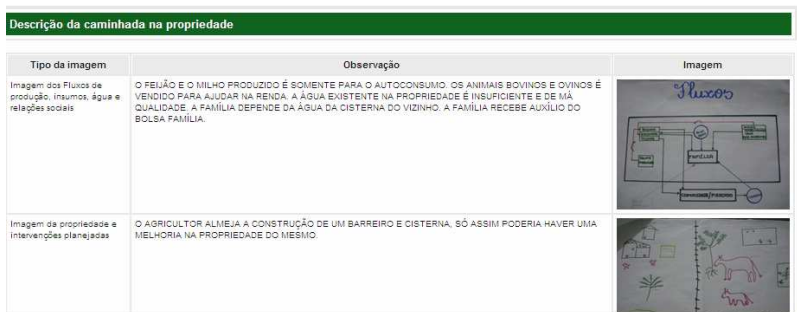 Descrição da caminhada na propriedade
Tipo da imagem
Observação
Imagem
Imagem dos Fluxos de
produção, insumos, água e
relações sociais
O FEIJÃO E O MILHO PRODUZIDO É SOMENTE PARA O AUTOCONSUMO. OS ANIMAIS BOVINOS E OVINOS É
VENDIDO PARA AJUDAR NA RENDA. A ÁGUA EXISTENTE NA PROPRIEDADE É INSUFICIENTE E DE MÁ
QUALIDADE. A FAMÍLIA DEPENDE DA ÁGUA DA CISTERNA DO VIZINHO. A FAMÍLIA RECEBE AUXÍLIO DO
BOLSA FAMÍLIA.
Fluxos
FAMÍLIA
Imagem da propriedade e
intervenções planejadas
O AGRICULTOR ALMEJA A CONSTRUÇÃO DE UM BARREIRO E CISTERNA, SÓ ASSIM PODERIA HAVER UMA
MELHORIA NA PROPRIEDADE DO MESMO.